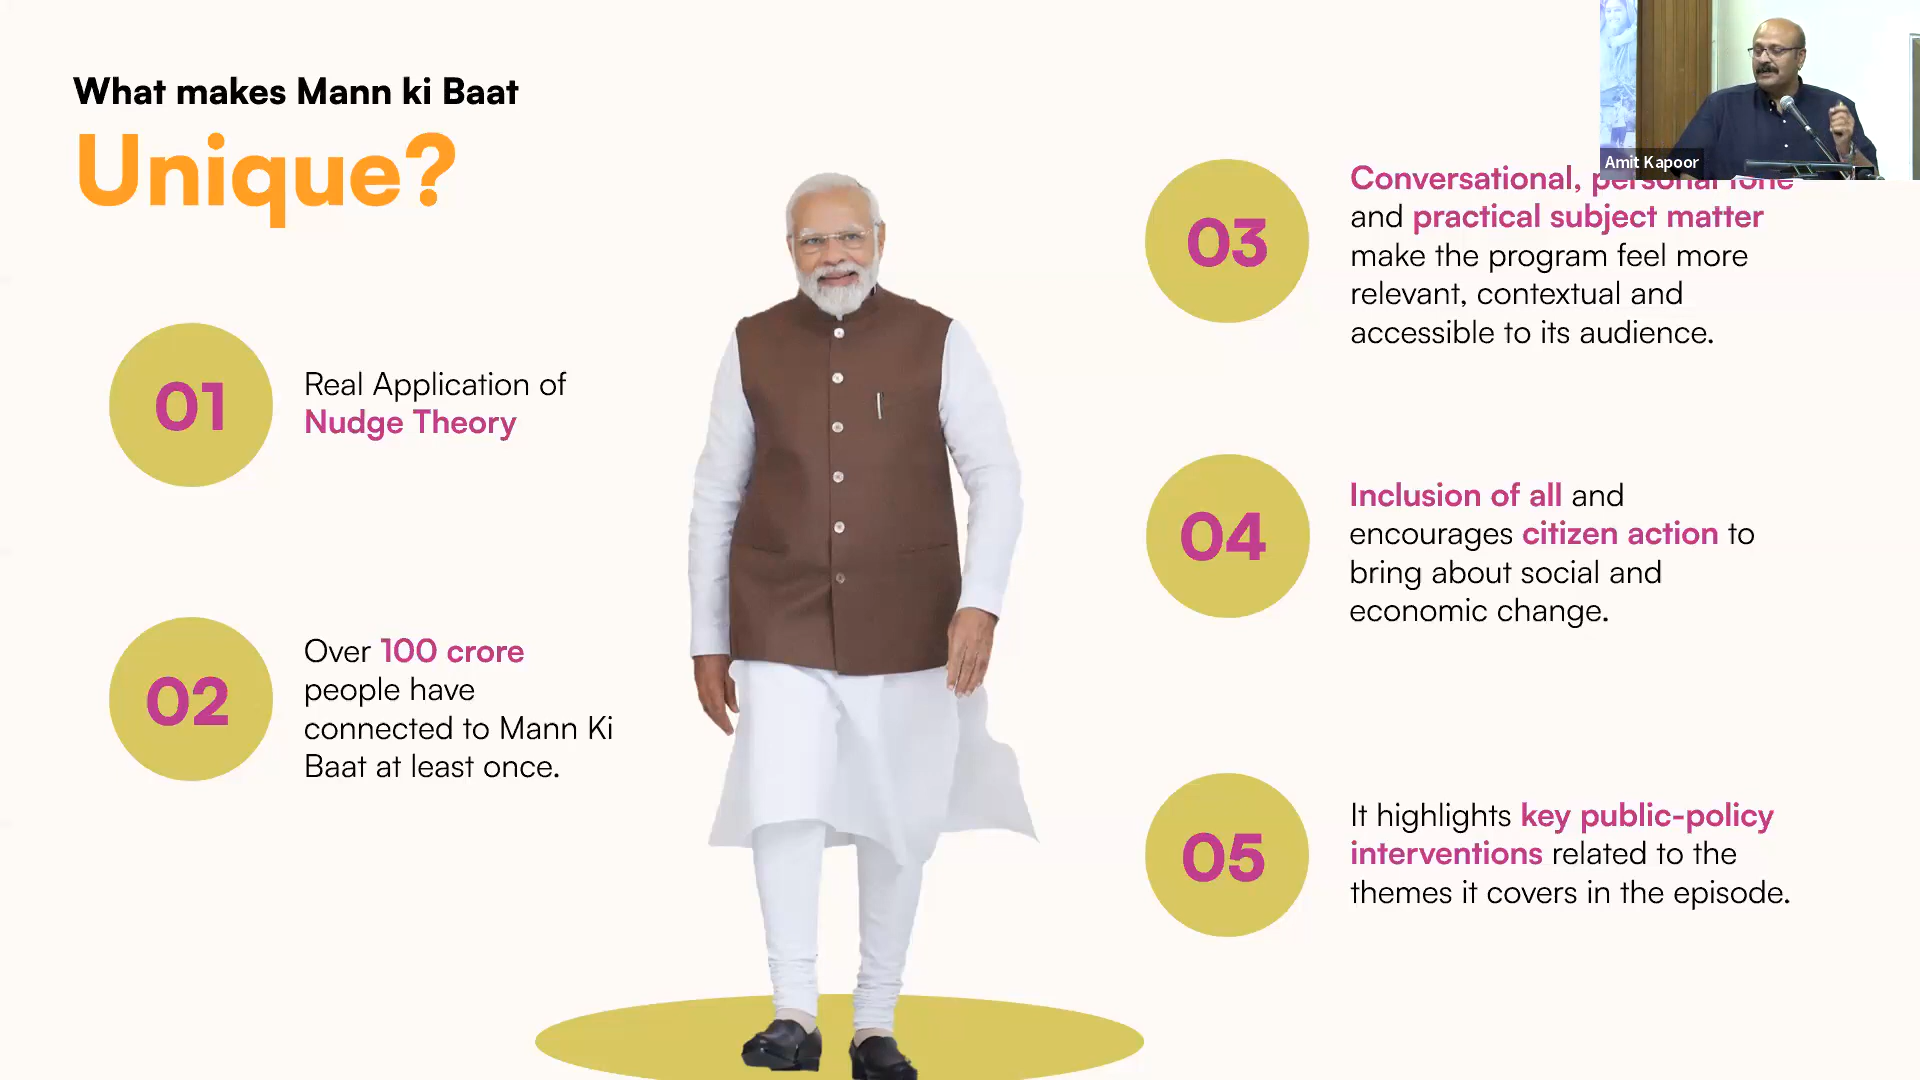 What makes Mann ki Baat
Unique?
01
Real Application of
Nudge Theory
02
Over 100 crore
people have
connected to Mann Ki
Baat at least once.
03
Conversational, personal tone
and practical subject matter
make the program feel more
relevant, contextual and
accessible to its audience.
04
Inclusion of all and
encourages citizen action to
bring about social and
economic change.
05
It highlights key public-policy
interventions related to the
themes it covers in the episode.
Amit Kapoor